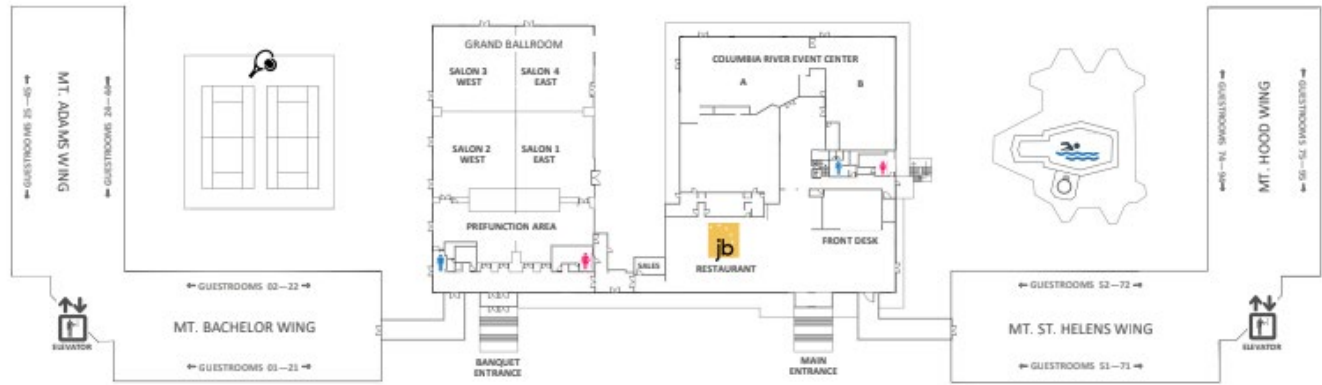 MT. ADAMS WING
GUESTROOMS 25—45
GUESTROOMS 24—44
ELEVATOR
GUESTROOMS 02—22
MT. BACHELOR WING
GUESTROOMS 01—21
GRAND BALLROOM
SALON 3
WEST
SALON 4
EAST
SALON 2
WEST
SALON 1
EAST
PREFUNCTION AREA
BANQUET
ENTRANCE
SALES
COLUMBIA RIVER EVENT CENTER
A
B
jb
RESTAURANT
FRONT DESK
MAIN
ENTRANCE
GUESTROOMS 52—72
MT. ST. HELENS WING
GUESTROOMS 51—71
ELEVATOR
GUESTROOMS 74—94
MT. HOOD WING
GUESTROOMS 75—95